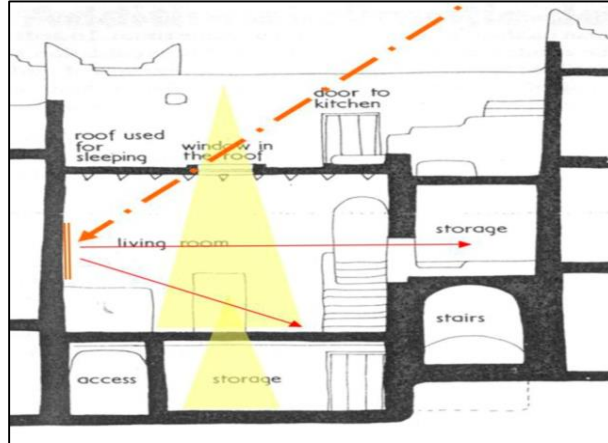 door to
kitchen
roof used
for
sleeping
window in
the roof
living room
storage
stairs
access
storage